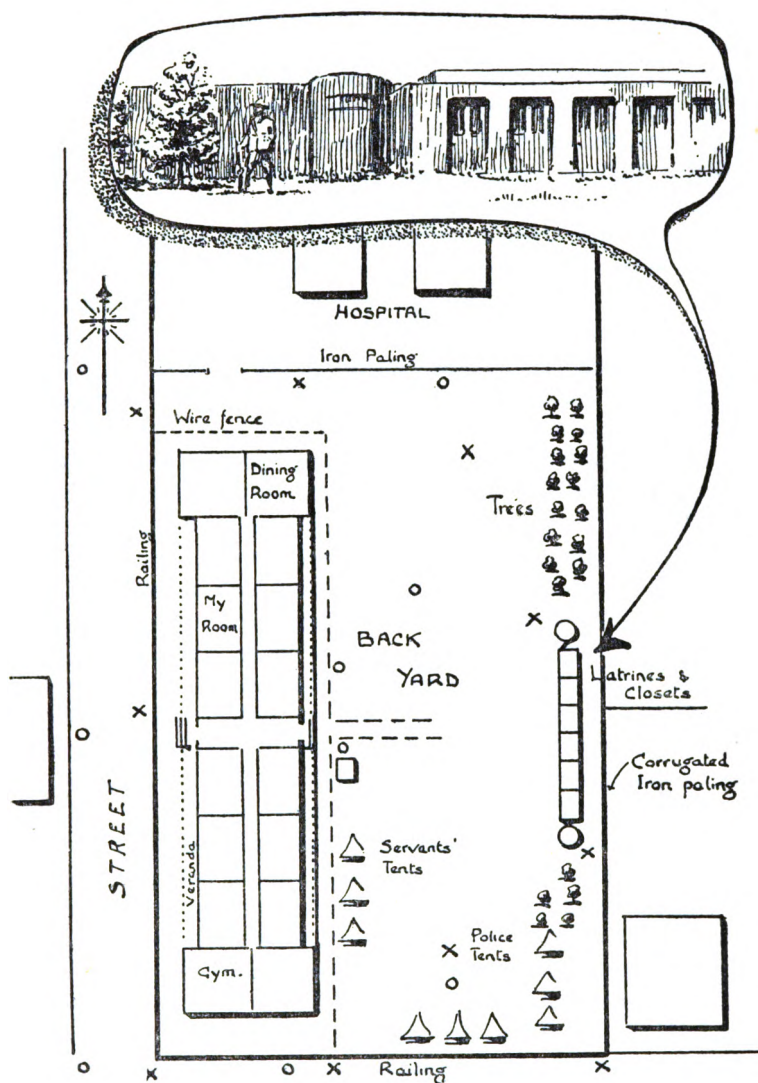 HOSPITAL
Iron Paling
Wire fence
Dining
Room
Trees
Railing
My
Room
BACK
YARD
Latrines &
Closets
Corrugated
Iron paling
STREET
Veranda
Servants'
Tents
Police
Tents
Gym.
Railing